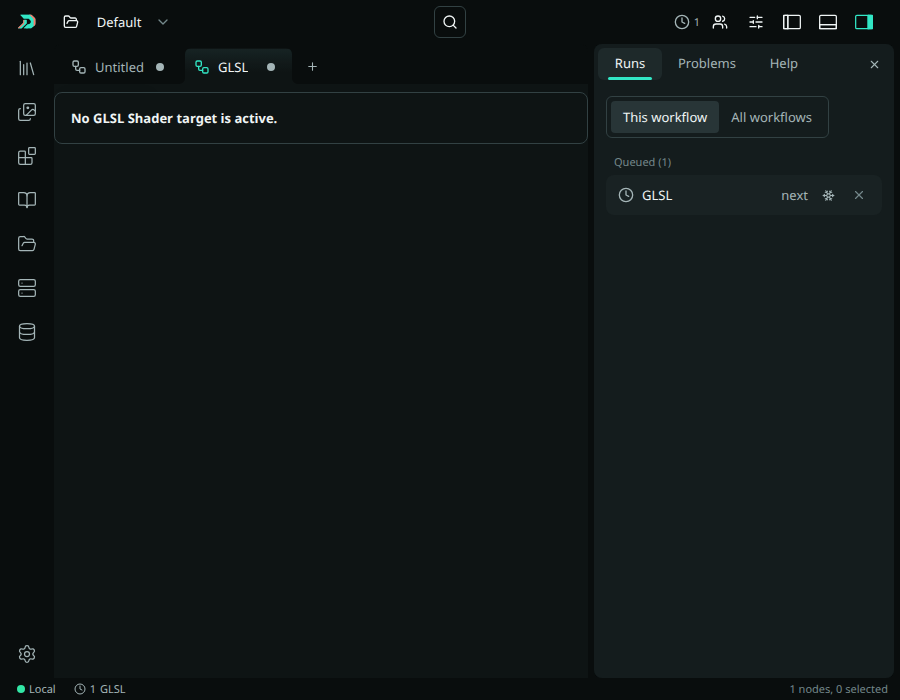 Default
1
Untitled
GLSL
No GLSL Shader target is active.
Runs
Problems
Help
This workflow
All workflows
Queued (1)
GLSL
next
Local
1 GLSL
1 nodes, 0 selected